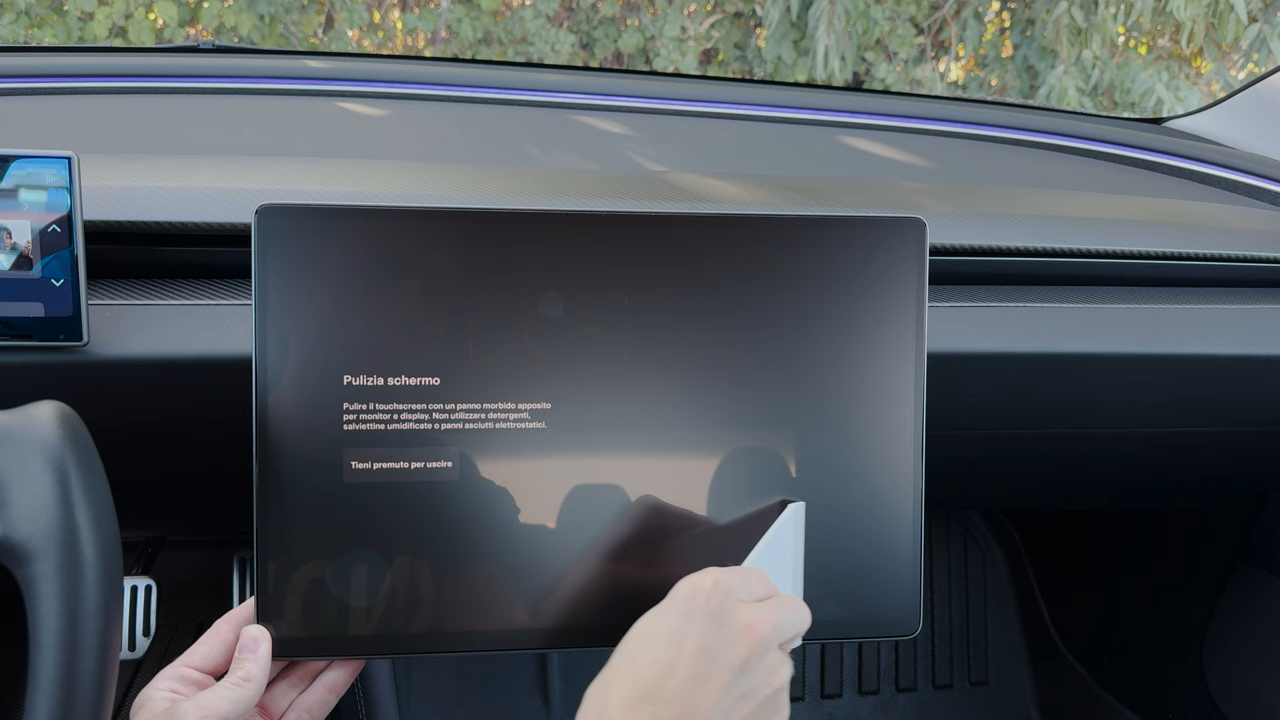 Pulizia schermo
Pulire il touchscreen con un panno morbido apposito
per monitor e display. Non utilizzare detergenti,
salviettine umidificate o panni asciutti elettrostatici.
Tieni premuto per uscire